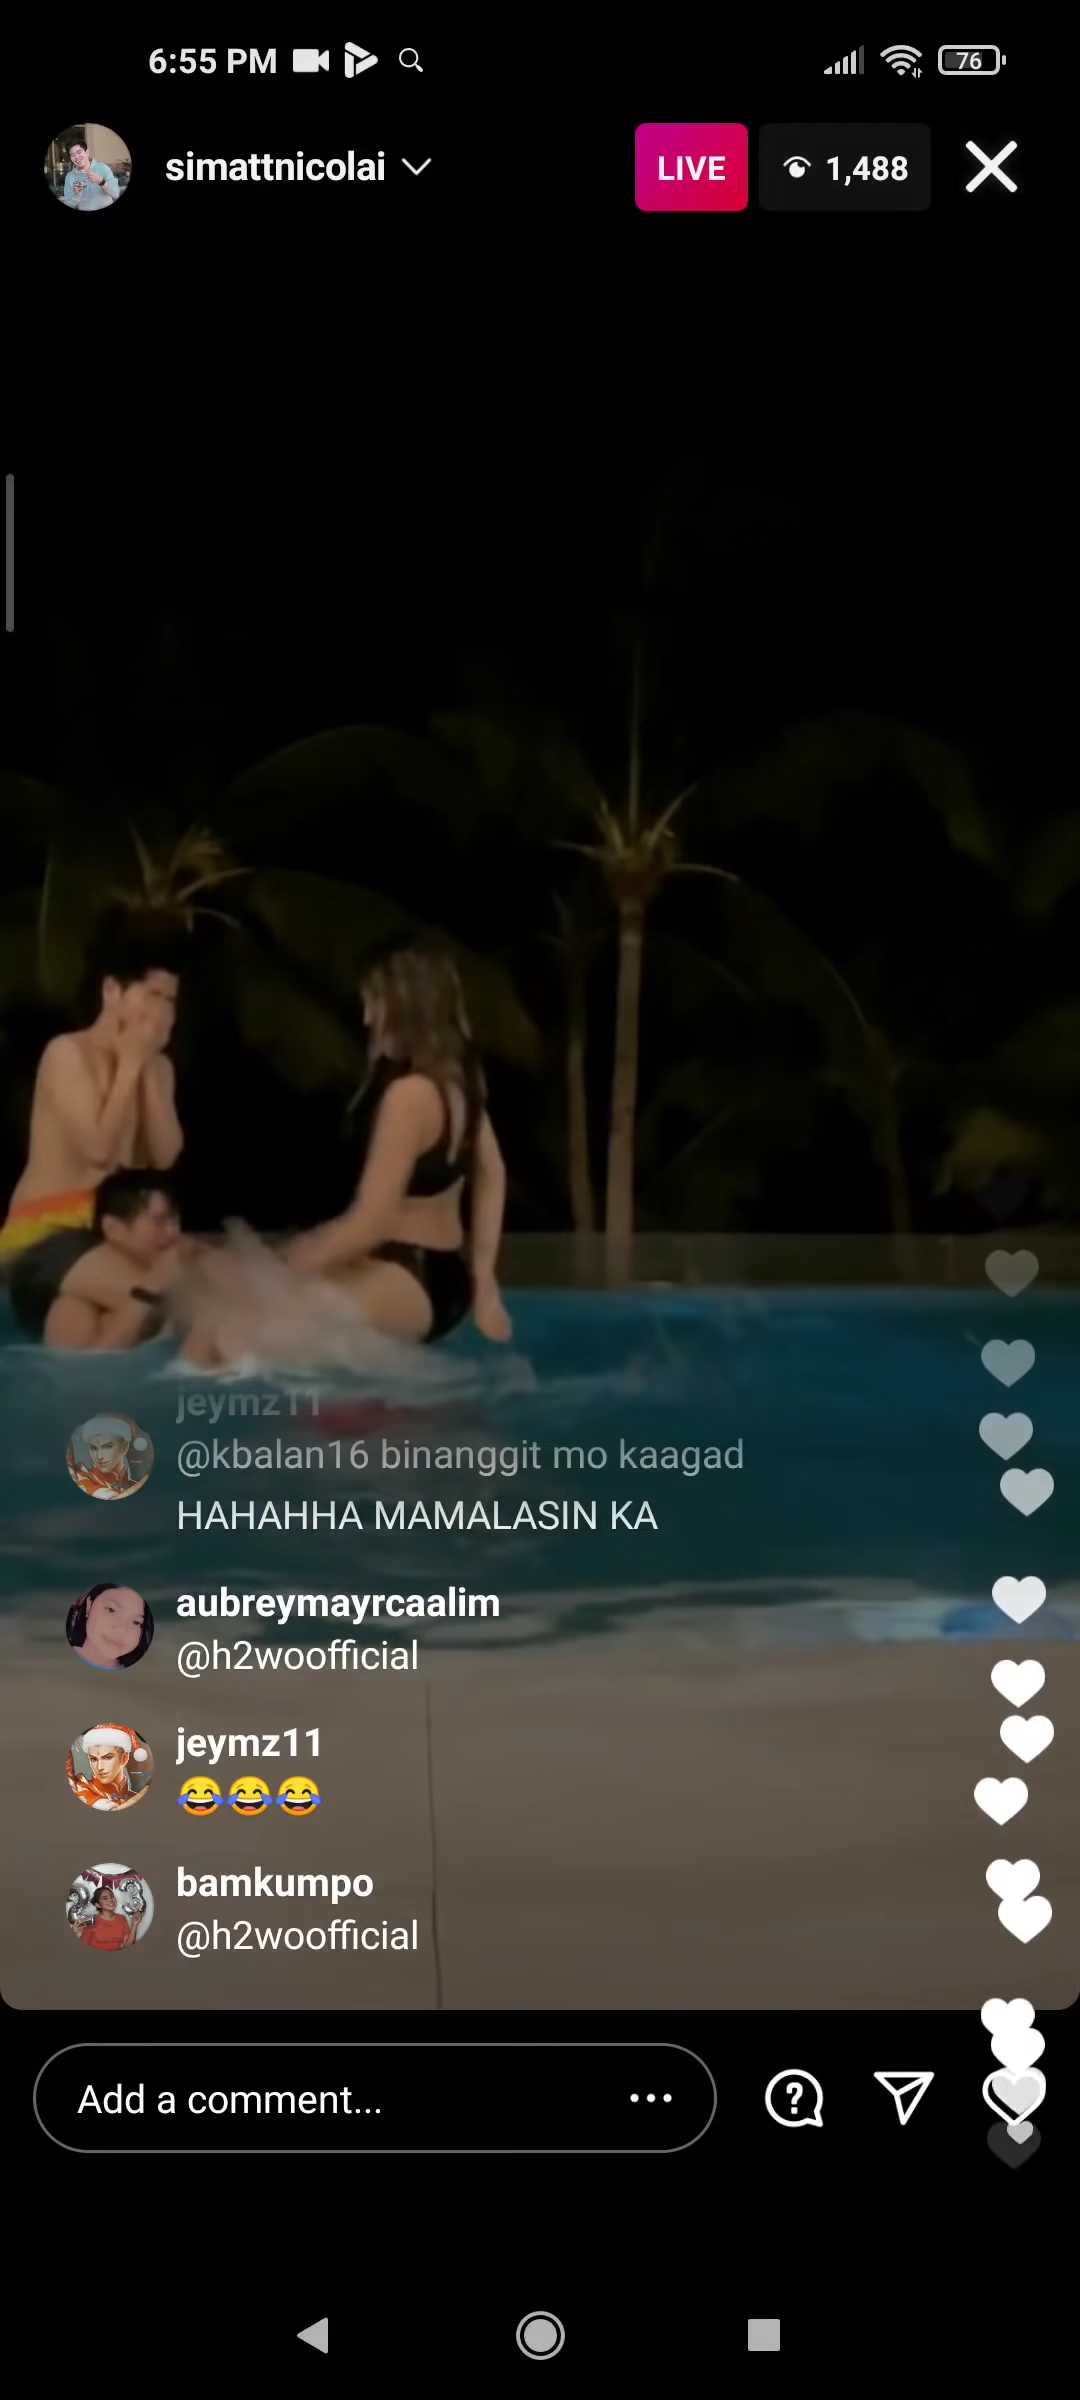 6:55 PM
76
simattnicolai
LIVE
1,488
jeymz11
@kbalan16 binanggit mo kaagad
HAHAHHA MAMALASIN KA
aubreymayrcaalim
@h2woofficial
jeymz11
😂😂😂
bamkumpo
@h2woofficial
Add a comment...